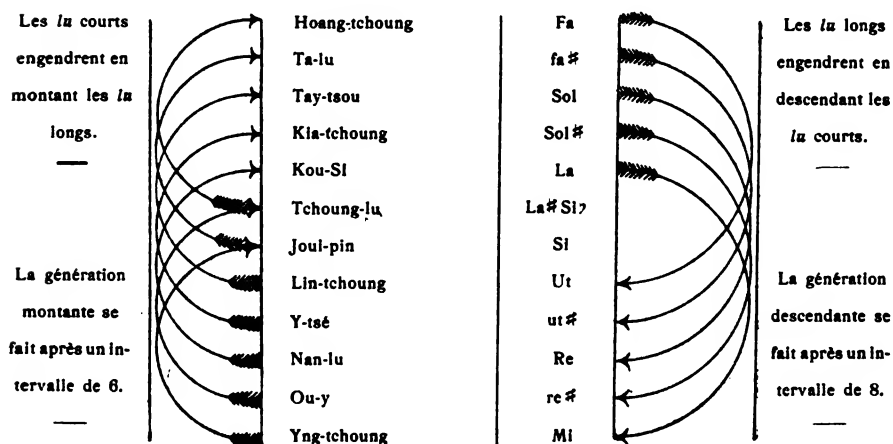 Les lu courts
engendrent en
montant les lu
longs.
La génération
montante se
fait après un in-
tervalle de 6.
Hoang-tchoung
Ta-lu
Tay-tsou
Kia-tchoung
Kou-Si
Tchoung-lu
Joui-pin
Lin-tchoung
Y-tsé
Nan-lu
Ou-y
Yng-tchoung
Fa
fa#
Sol
Sol#
La
La# Si♭
Si
Ut
ut#
Re
re#
Mi
Les lu longs
engendrent en
descendant les
lu courts.
La génération
descendante se
fait après un in-
tervalle de 8.